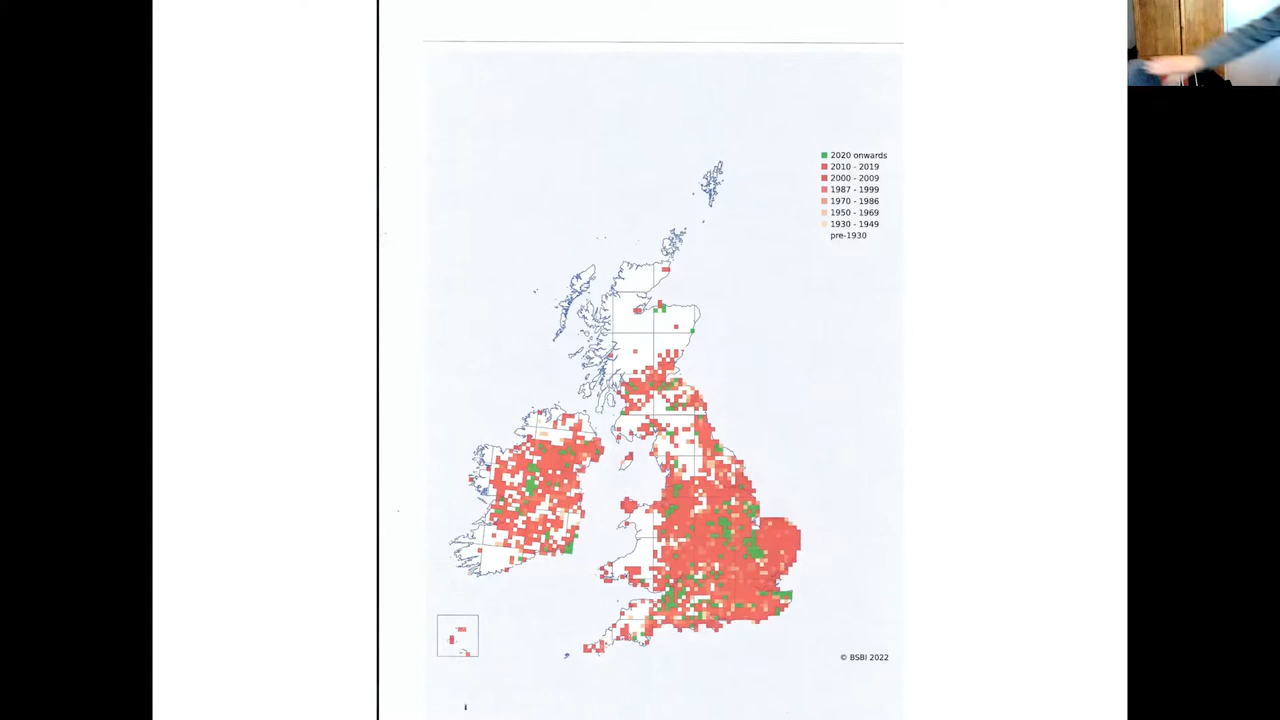 2020 onwards
2010 - 2019
2000 - 2009
1987 - 1999
1970 - 1986
1950 - 1969
1930 - 1949
pre-1930
© BSBI 2022